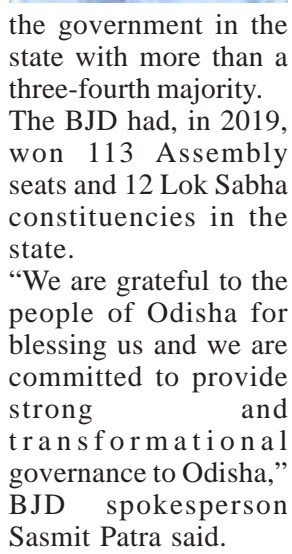 the government in the
state with more than a
three-fourth majority.
The BJD had, in 2019,
won 113 Assembly
seats and 12 Lok Sabha
constituencies in the
state.
“We are grateful to the
people of Odisha for
blessing us and we are
committed to provide
strong and
transformational
governance to Odisha,”
BJD spokesperson
Sasmit Patra said.